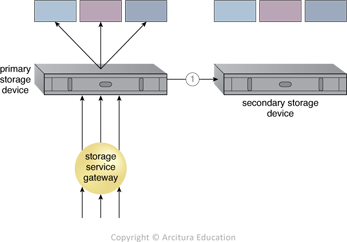 primary
storage
device
1
secondary storage
device
storage
service
gateway
Copyright © Arcitura Education